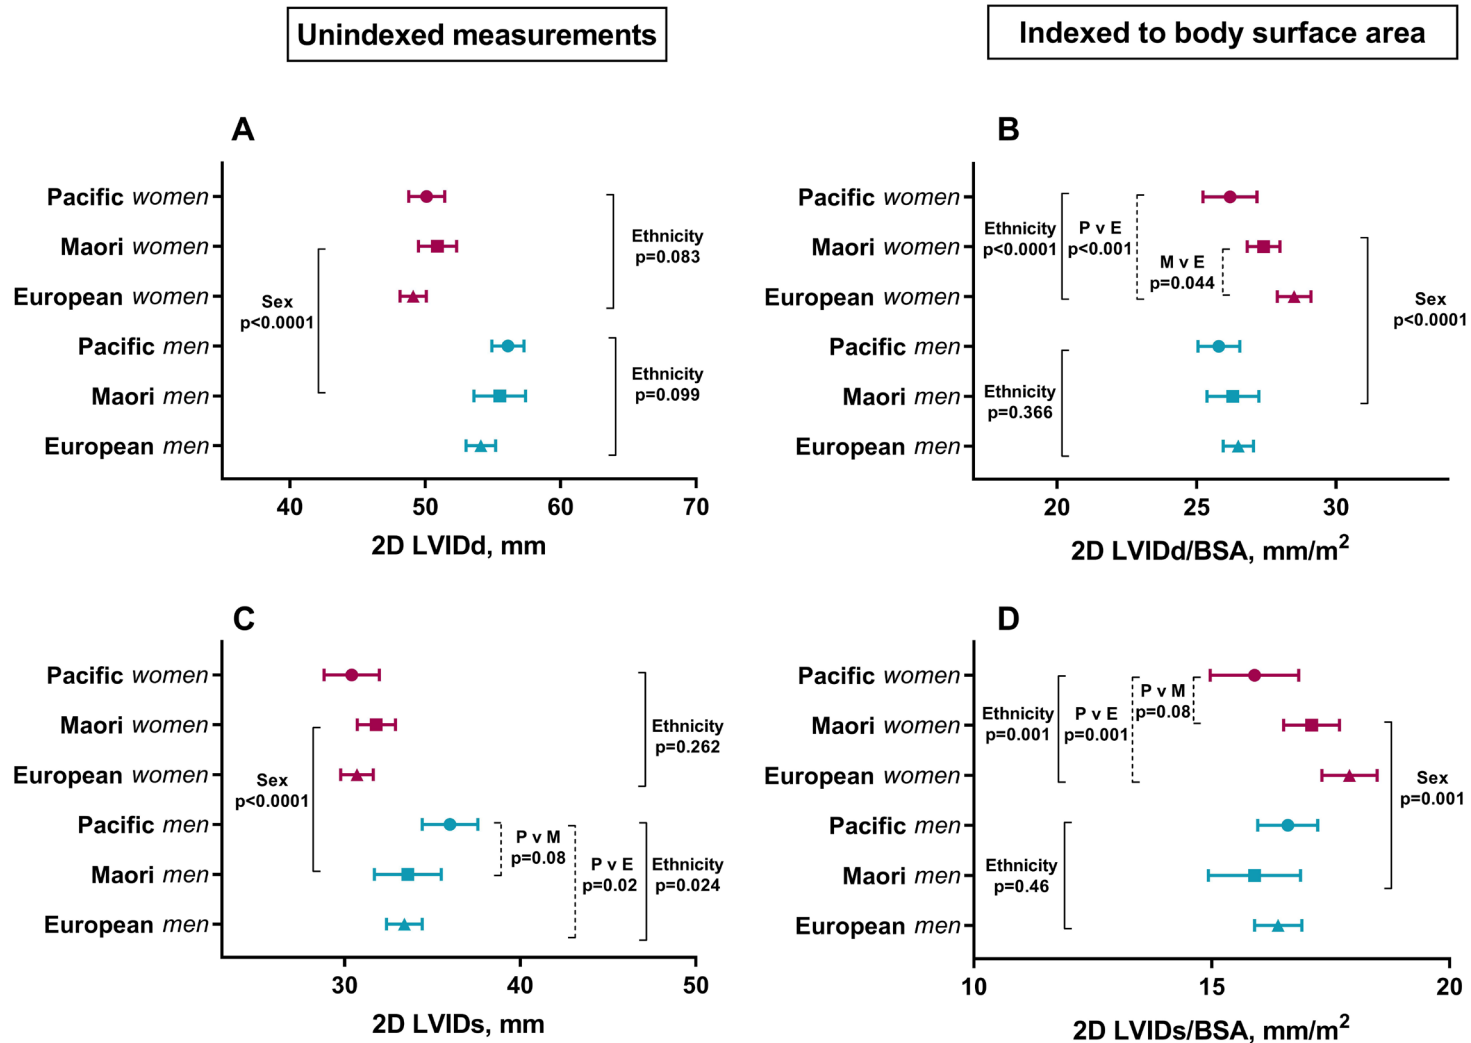 Unindexed measurements
Indexed to body surface area
A
Pacific women
Maori women
European women
Pacific men
Maori men
European men
Sex
p<0.0001
Ethnicity
p=0.083
Ethnicity
p=0.099
40 50 60 70
2D LVIDd, mm
B
Pacific women
Maori women
European women
Pacific men
Maori men
European men
Ethnicity
p<0.0001
P v E
p<0.001
M v E
p=0.044
Sex
p<0.0001
Ethnicity
p=0.366
20 25 30
2D LVIDd/BSA, mm/m²
C
Pacific women
Maori women
European women
Pacific men
Maori men
European men
Sex
p<0.0001
Ethnicity
p=0.262
P v M
p=0.08
P v E
p=0.02
Ethnicity
p=0.024
30 40 50
2D LVIDs, mm
D
Pacific women
Maori women
European women
Pacific men
Maori men
European men
Ethnicity
p=0.001
P v E
p=0.001
P v M
p=0.08
Sex
p=0.001
Ethnicity
p=0.46
10 15 20
2D LVIDs/BSA, mm/m²